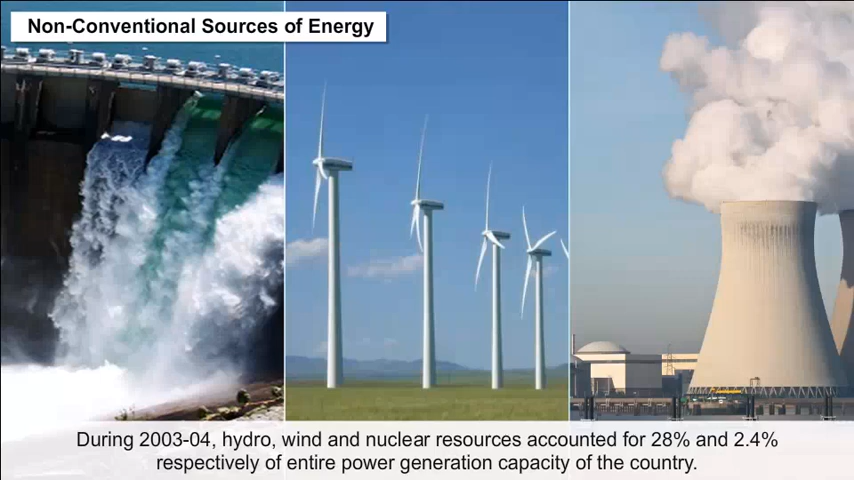 Non-Conventional Sources of Energy
During 2003-04, hydro, wind and nuclear resources accounted for 28% and 2.4%
respectively of entire power generation capacity of the country.